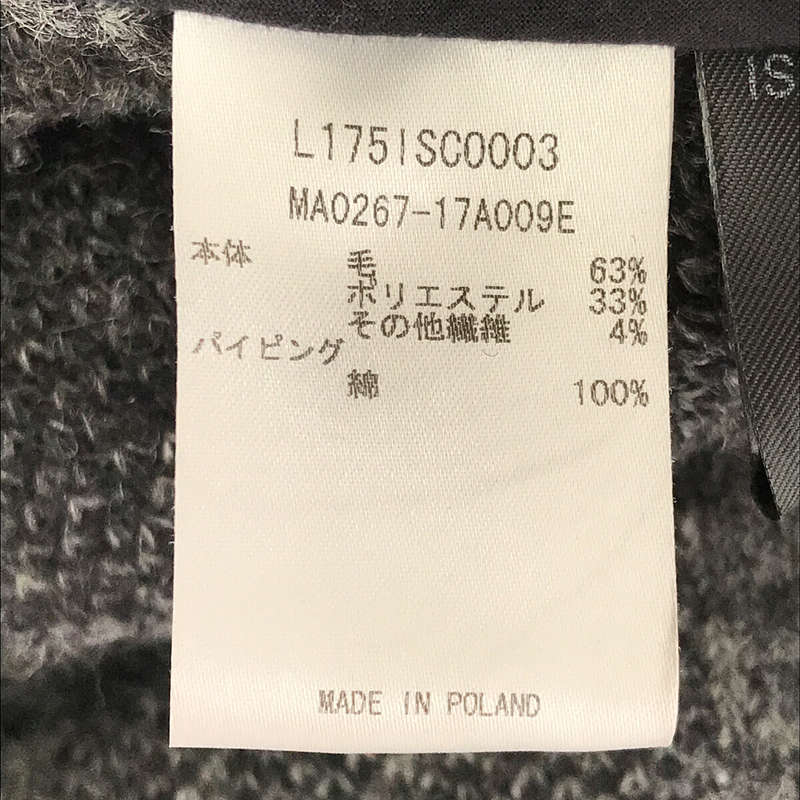 L175ISC0003
MA0267-17A009E
本体
毛 63%
ポリエステル 33%
その他繊維 4%
パイピング
綿 100%
MADE IN POLAND
IS